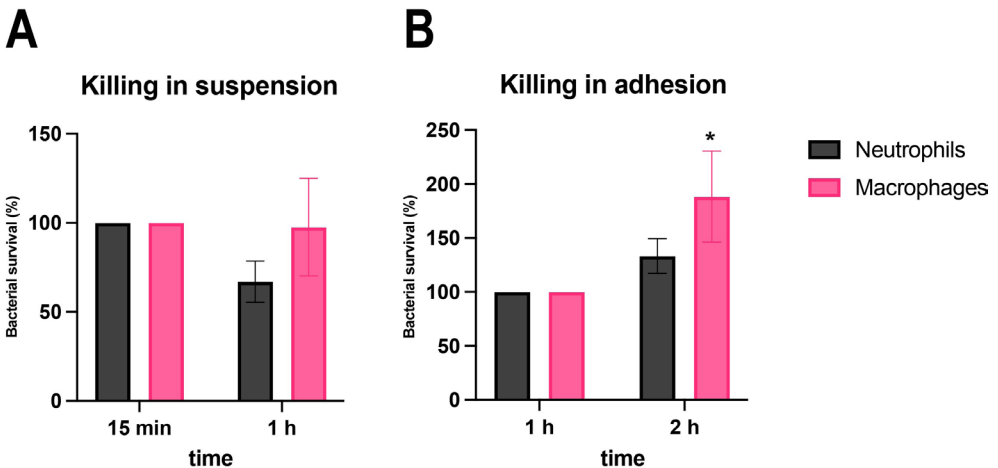 A
Killing in suspension
Bacterial survival (%)
150
100
50
0
15 min
1 h
time
B
Killing in adhesion
Bacterial survival (%)
250
200
150
100
50
0
*
1 h
2 h
time
Neutrophils
Macrophages